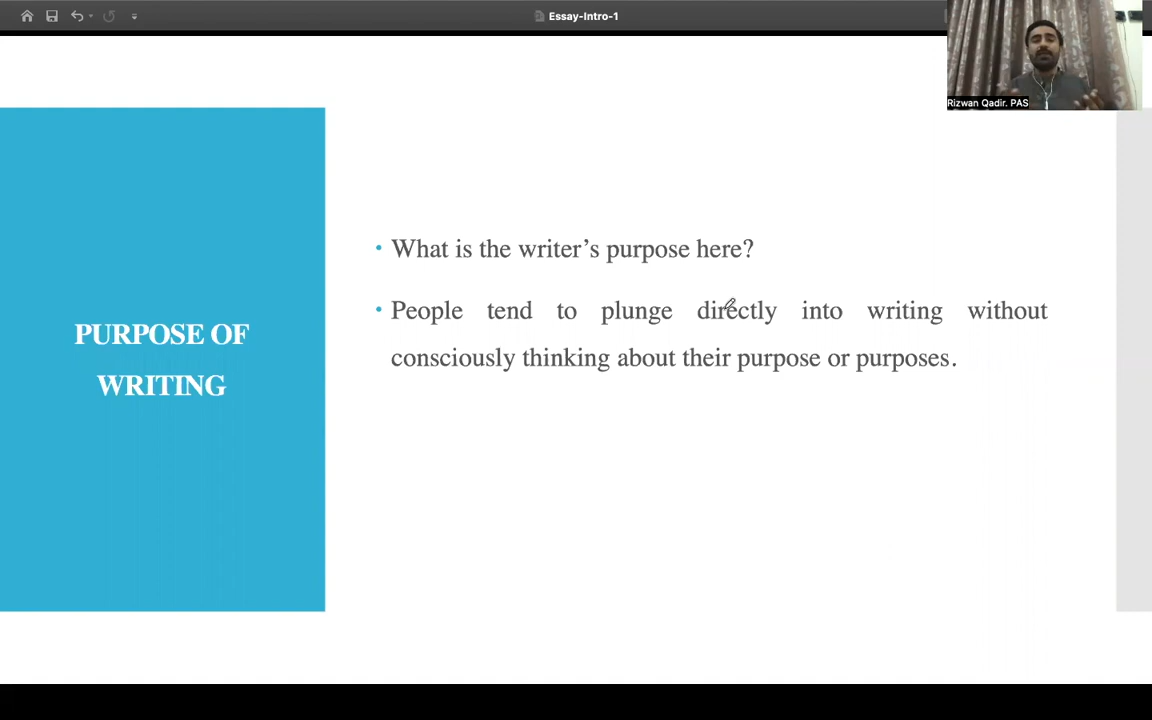 Essay-Intro-1
Rizwan Qadir. PAS
PURPOSE OF
WRITING
• What is the writer’s purpose here?
• People tend to plunge directly into writing without
consciously thinking about their purpose or purposes.